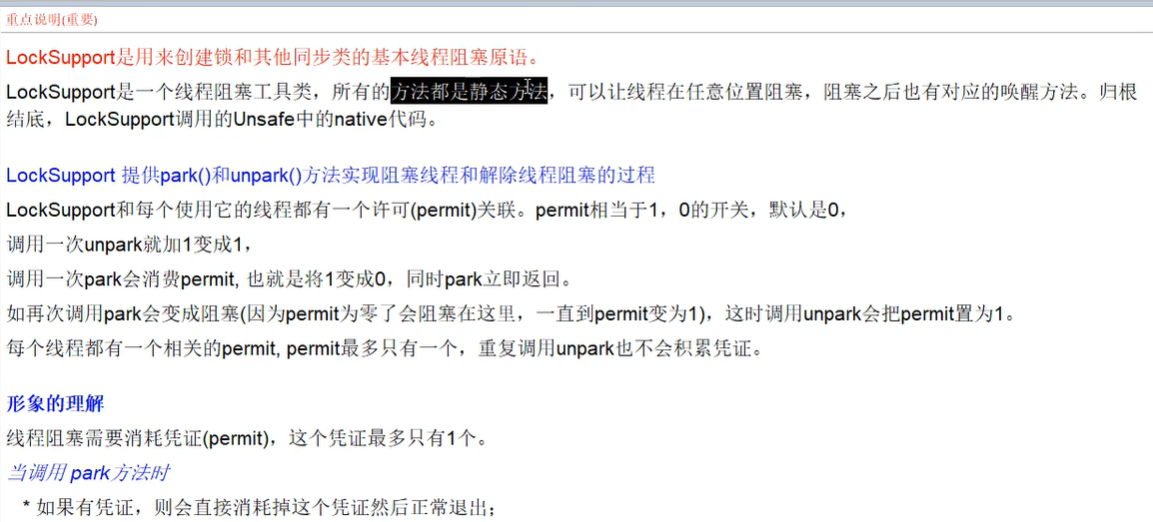 重点说明(重要)
LockSupport是用来创建锁和其他同步类的基本线程阻塞原语。
LockSupport是一个线程阻塞工具类，所有的方法都是静态方法，可以让线程在任意位置阻塞，阻塞之后也有对应的唤醒方法。归根
结底，LockSupport调用的Unsafe中的native代码。
LockSupport 提供park()和unpark()方法实现阻塞线程和解除线程阻塞的过程
LockSupport和每个使用它的线程都有一个许可(permit)关联。permit相当于1，0的开关，默认是0，
调用一次unpark就加1变成1，
调用一次park会消费permit, 也就是将1变成0，同时park立即返回。
如再次调用park会变成阻塞(因为permit为零了会阻塞在这里，一直到permit变为1)，这时调用unpark会把permit置为1。
每个线程都有一个相关的permit, permit最多只有一个，重复调用unpark也不会积累凭证。
形象的理解
线程阻塞需要消耗凭证(permit)，这个凭证最多只有1个。
当调用 park方法时
* 如果有凭证，则会直接消耗掉这个凭证然后正常退出；